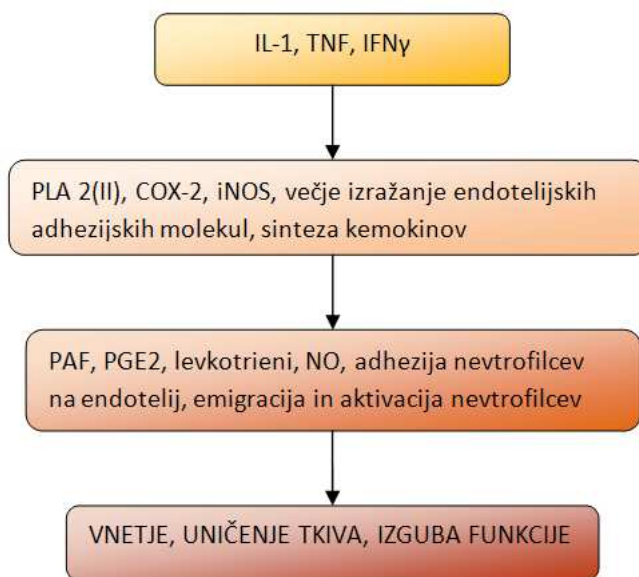 IL-1, TNF, IFNγ
PLA 2(II), COX-2, iNOS, večje izražanje endotelijskih
adhezijskih molekul, sinteza kemokinov
PAF, PGE2, levkotrieni, NO, adhezija nevtrofilcev
na endotelij, emigracija in aktivacija nevtrofilcev
VNETJE, UNIČENJE TKIVA, IZGUBA FUNKCIJE